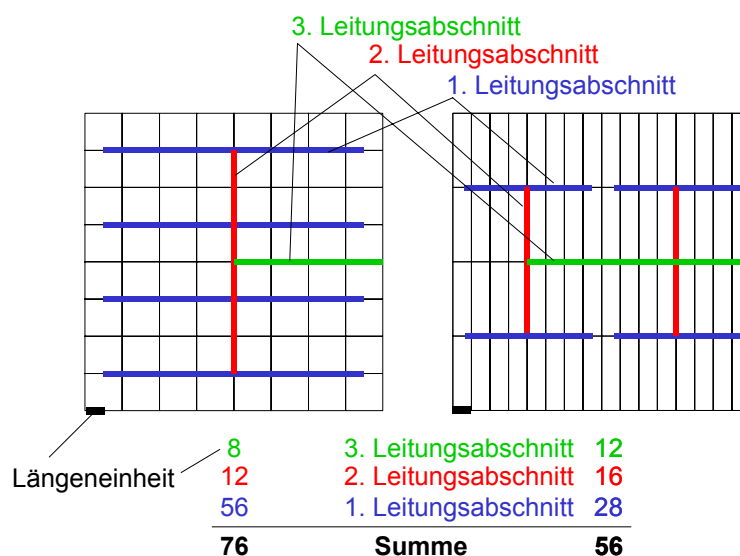 3. Leitungsabschnitt
2. Leitungsabschnitt
1. Leitungsabschnitt
8 3. Leitungsabschnitt 12
Längeneinheit
12 2. Leitungsabschnitt 16
56 1. Leitungsabschnitt 28
76 Summe 56